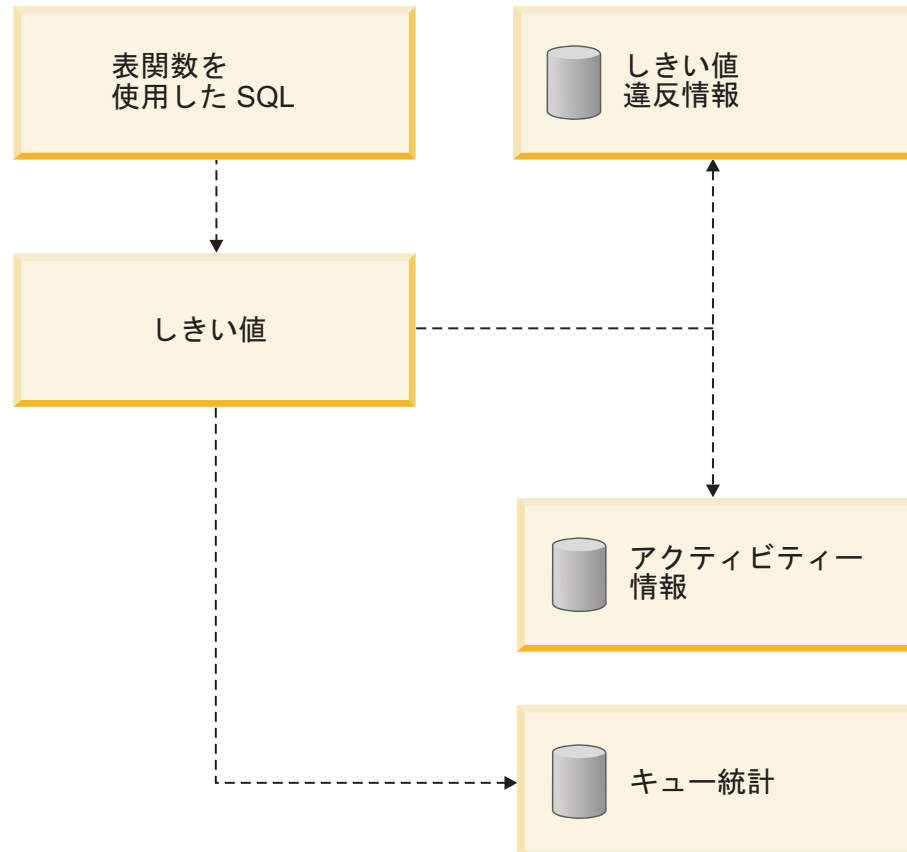 表関数を
使用した SQL
しきい値
違反情報
しきい値
アクティビティー
情報
キュー統計